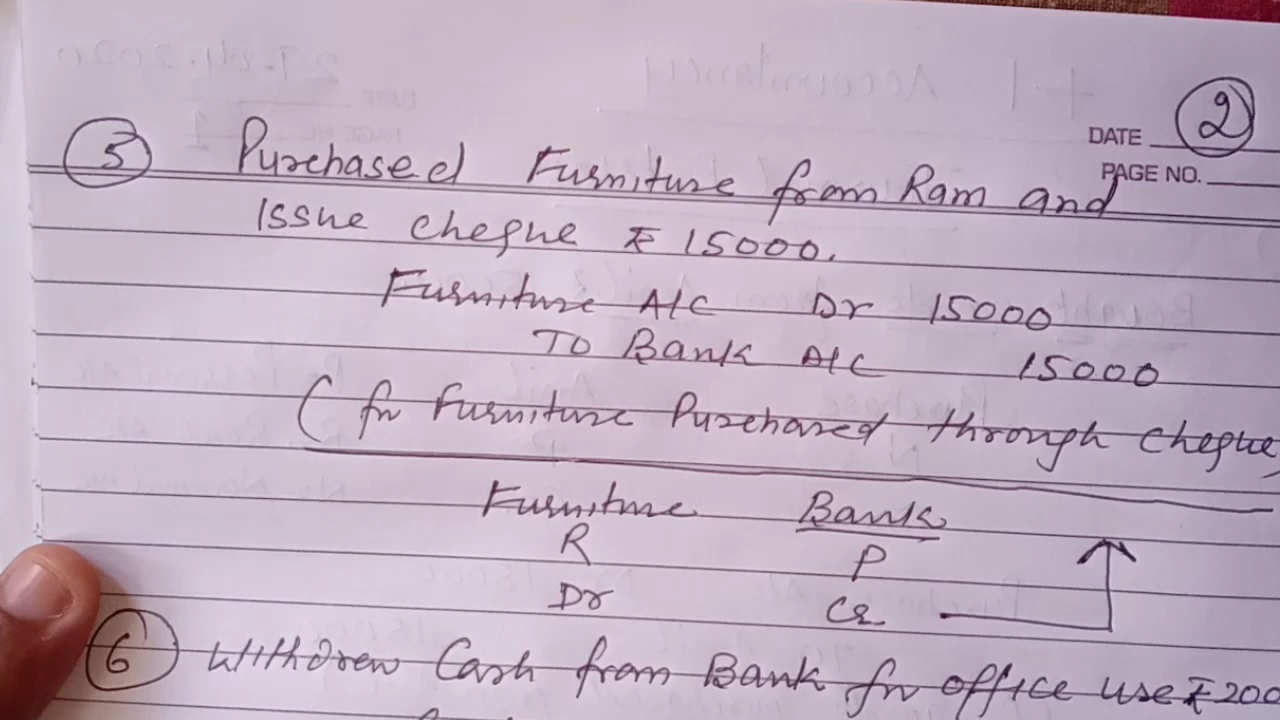 2
DATE
PAGE NO.
5 Purchased Furniture from Ram and
Issue cheque ₹ 15000.
Furniture A/C Dr 15000
To Bank A/C 15000
(for Furniture Purchased through cheque
Furniture Bank
R P
Dr Cr
6 Withdrew Cash from Bank for office use ₹ 200